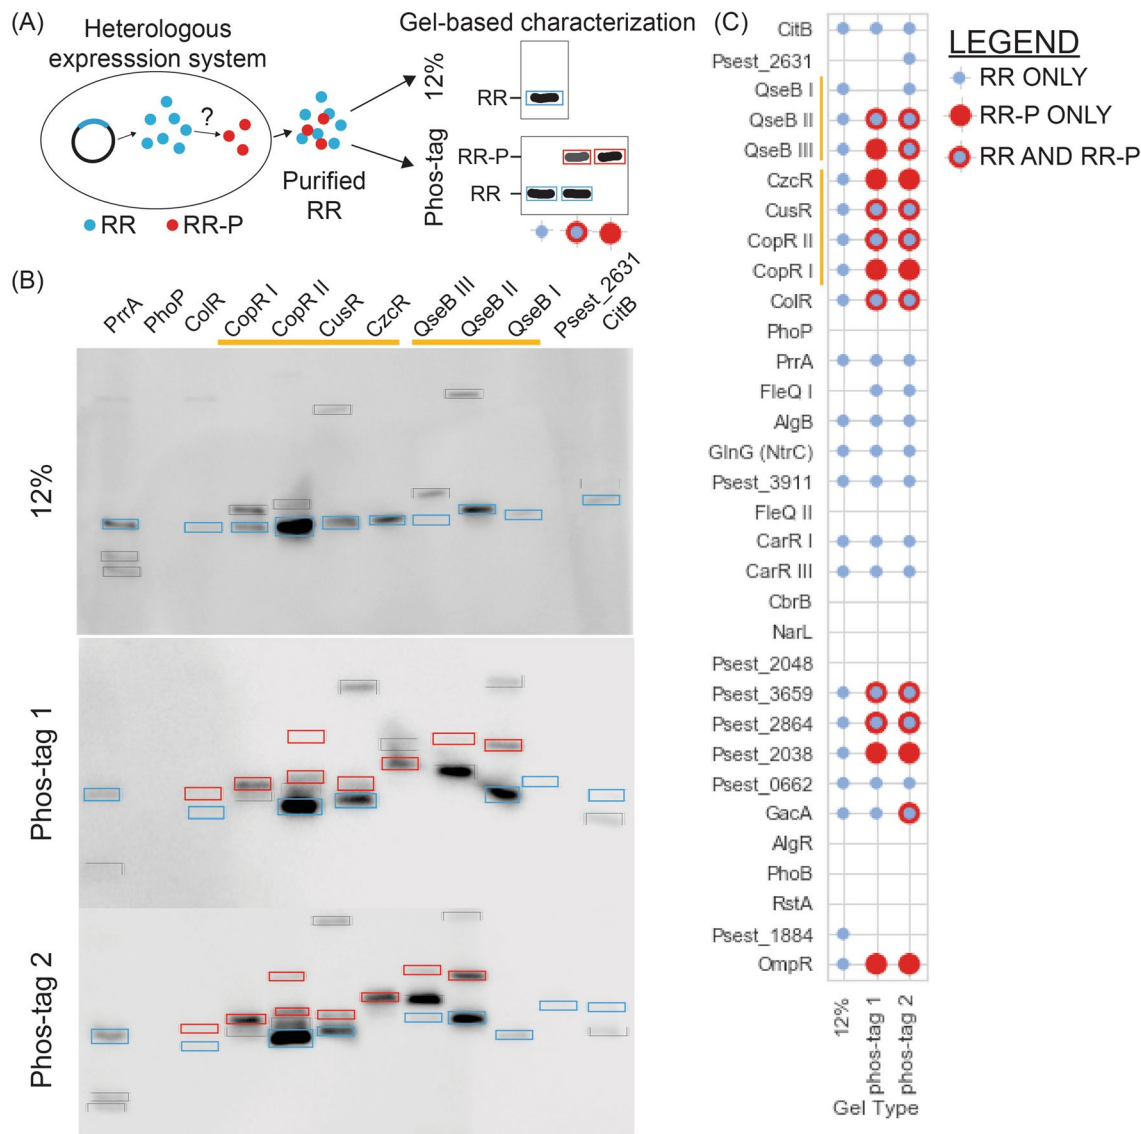 (A)
Heterologous
expresssion system
?
RR
RR-P
Purified
RR
Gel-based characterization
12%
RR
Phos-tag
RR-P
RR
(B)
PrrA
PhoP
ColR
CopR I
CopR II
CusR
CzcR
QseB III
QseB II
QseB I
Psest_2631
CitB
12%
Phos-tag 1
Phos-tag 2
(C)
CitB
Psest_2631
QseB I
QseB II
QseB III
CzcR
CusR
CopR II
CopR I
ColR
PhoP
PrrA
FleQ I
AlgB
GlnG (NtrC)
Psest_3911
FleQ II
CarR I
CarR III
CbrB
NarL
Psest_2048
Psest_3659
Psest_2864
Psest_2038
Psest_0662
GacA
AlgR
PhoB
RstA
Psest_1884
OmpR
12%
phos-tag 1
phos-tag 2
Gel Type
LEGEND
RR ONLY
RR-P ONLY
RR AND RR-P